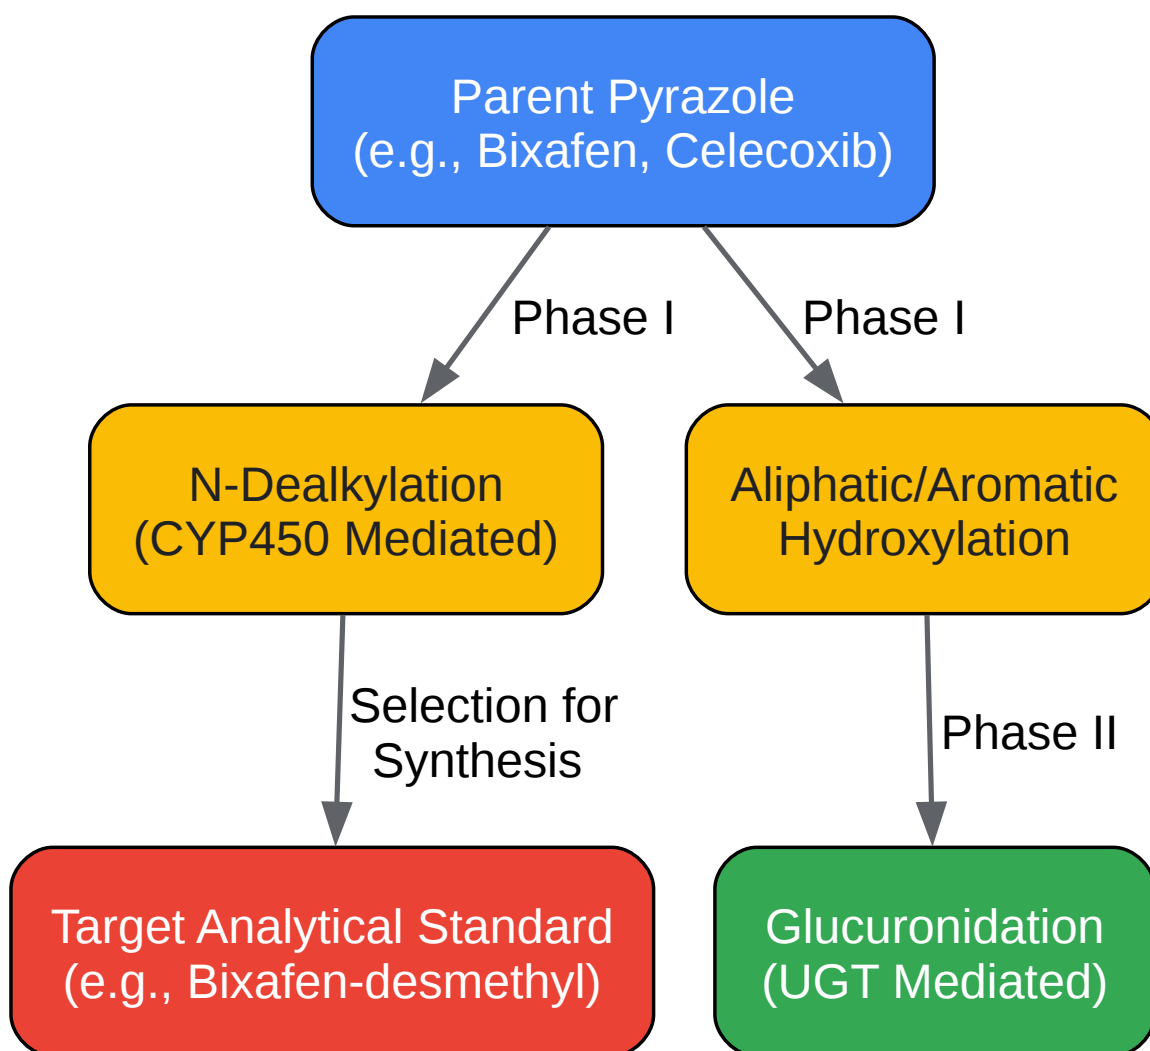 Parent Pyrazole
(e.g., Bixafen, Celecoxib)
Phase I
Phase I
N-Dealkylation
(CYP450 Mediated)
Aliphatic/Aromatic
Hydroxylation
Selection for
Synthesis
Phase II
Target Analytical Standard
(e.g., Bixafen-desmethyl)
Glucuronidation
(UGT Mediated)